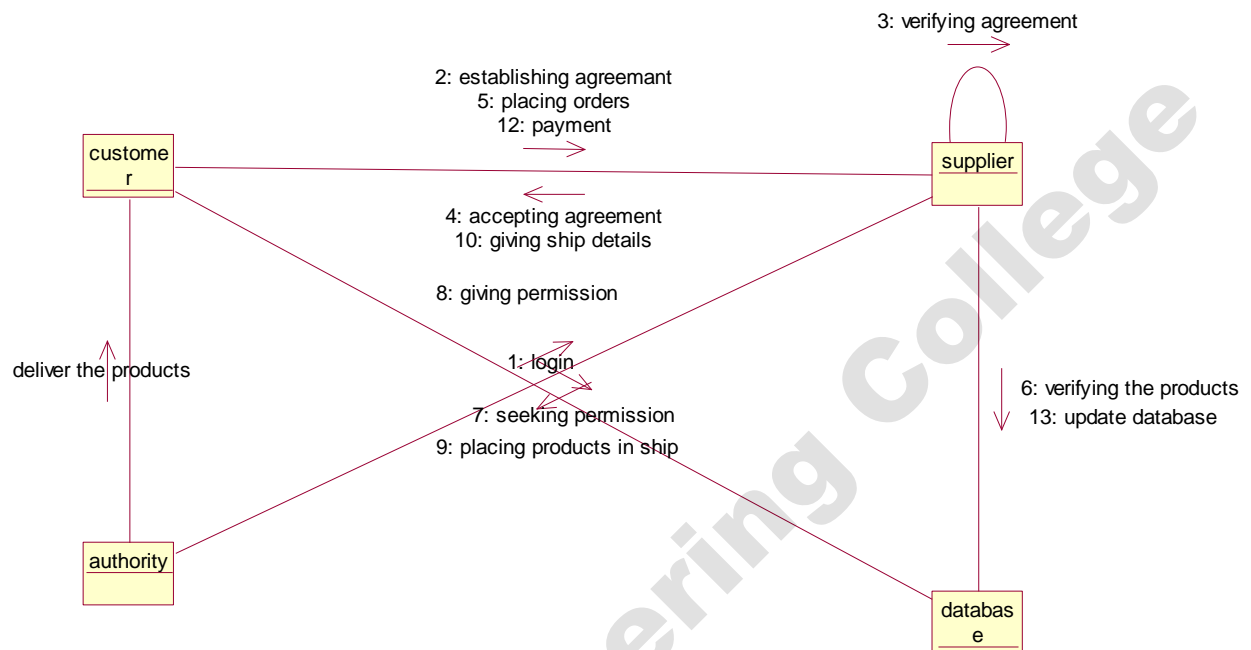 3: verifying agreement
2: establishing agreemant
5: placing orders
12: payment
custome
r
supplier
4: accepting agreement
10: giving ship details
8: giving permission
1: login
deliver the products
7: seeking permission
9: placing products in ship
6: verifying the products
13: update database
authority
databas
e
ering College